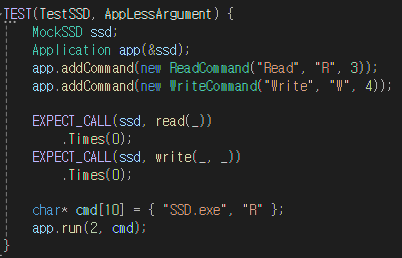 TEST(TestSSD, AppLessArgument) {
    MockSSD ssd;
    Application app(&ssd);
    app.addCommand(new ReadCommand("Read", "R", 3));
    app.addCommand(new WriteCommand("Write", "W", 4));

    EXPECT_CALL(ssd, read(_))
        .Times(0);
    EXPECT_CALL(ssd, write(_, _))
        .Times(0);

    char* cmd[10] = { "SSD.exe", "R" };
    app.run(2, cmd);
}